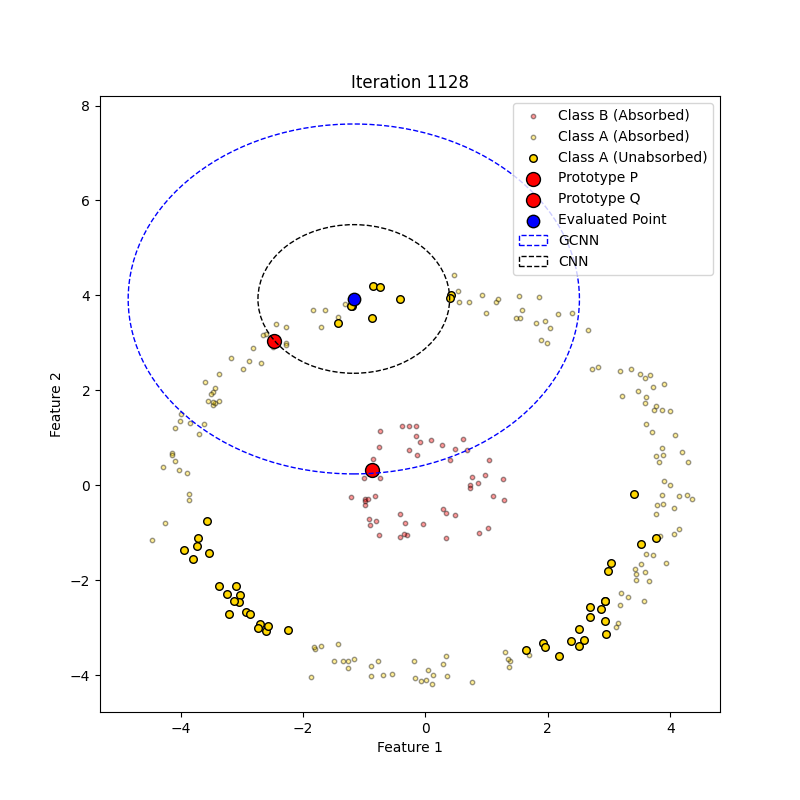 Iteration 1128
Class B (Absorbed)
Class A (Absorbed)
Class A (Unabsorbed)
Prototype P
Prototype Q
Evaluated Point
GCNN
CNN
8
6
4
2
0
−2
−4
Feature 2
−4
−2
0
2
4
Feature 1